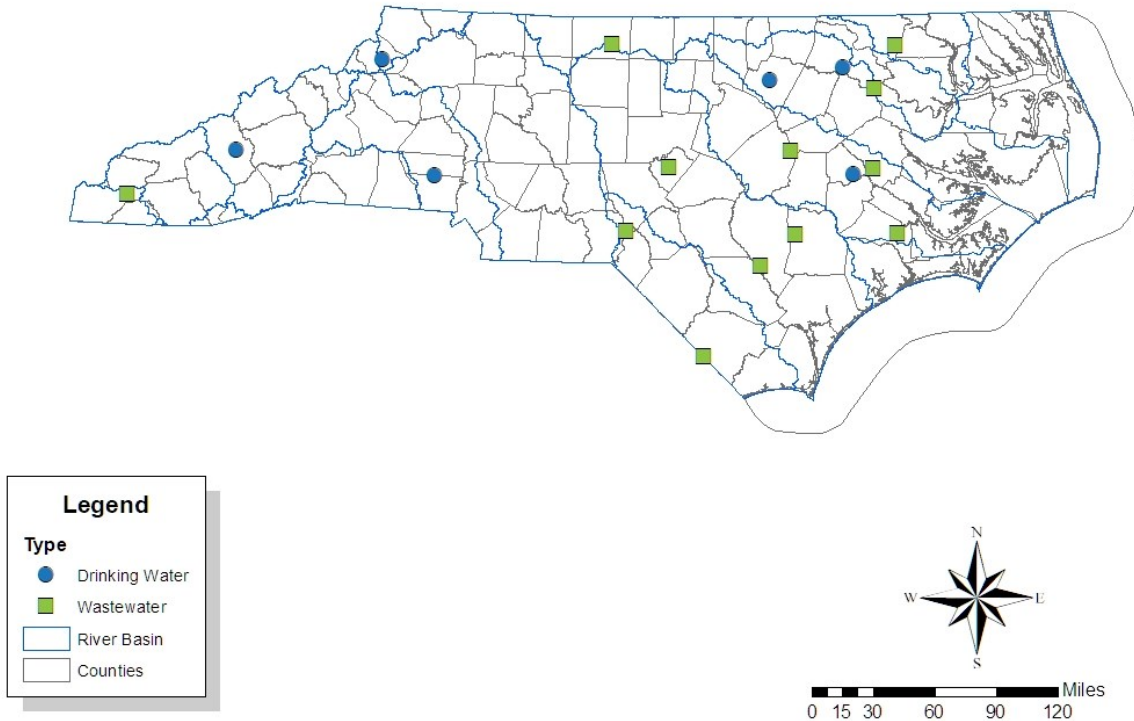 Legend
Type
Drinking Water
Wastewater
River Basin
Counties
N
W E
S
Miles
0 15 30 60 90 120